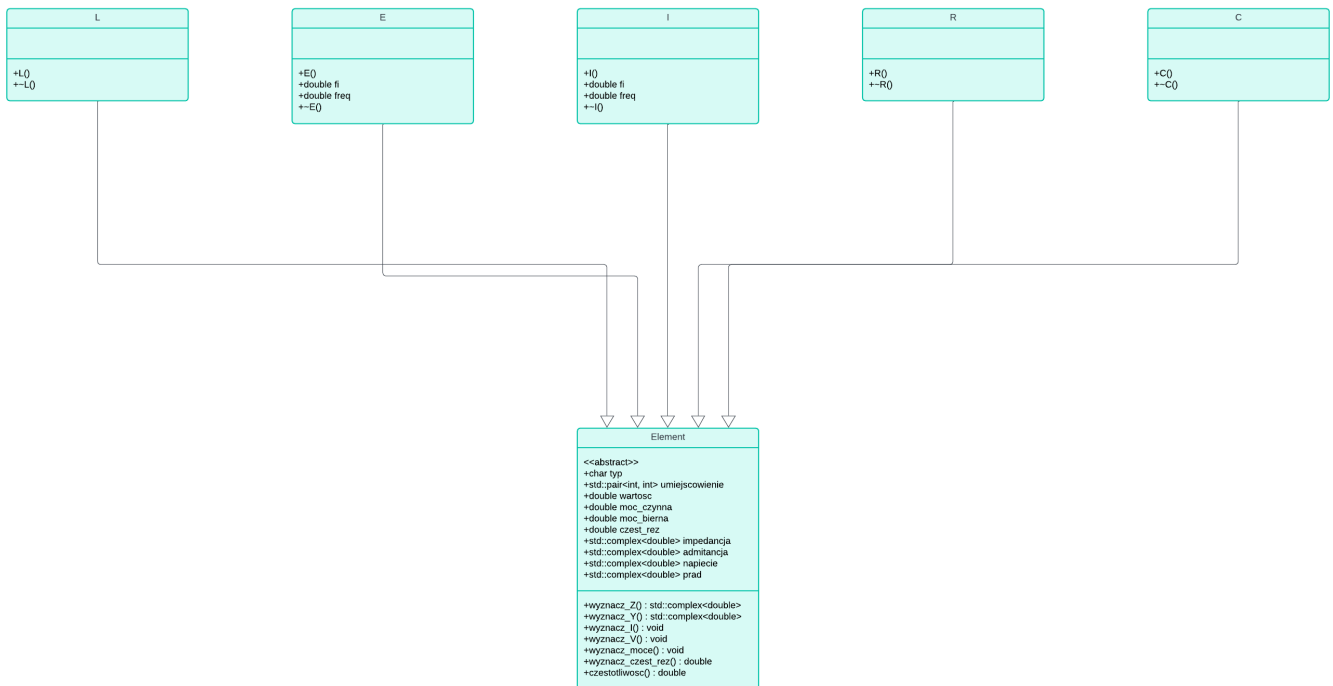 L
+L()
+~L()
E
+E()
+double fi
+double freq
+~E()
I
+I()
+double fi
+double freq
+~I()
R
+R()
+~R()
C
+C()
+~C()
Element
<<abstract>>
+char typ
+std::pair<int, int> umiejscowienie
+double wartosc
+double moc_czynna
+double moc_bierna
+double czest_rez
+std::complex<double> impedancja
+std::complex<double> admitancja
+std::complex<double> napiecie
+std::complex<double> prad
+wyznacz_Z() : std::complex<double>
+wyznacz_Y() : std::complex<double>
+wyznacz_I() : void
+wyznacz_V() : void
+wyznacz_moce() : void
+wyznacz_czest_rez() : double
+czestotliwosc() : double